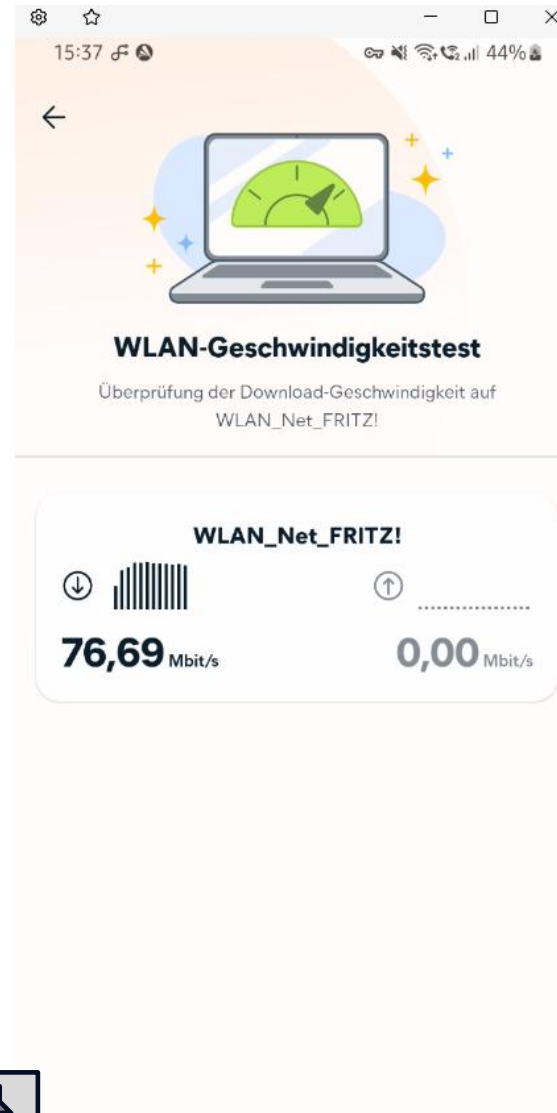 15:37
44%
WLAN-Geschwindigkeitstest
Überprüfung der Download-Geschwindigkeit auf
WLAN_Net_FRITZ!
WLAN_Net_FRITZ!
76,69 Mbit/s
0,00 Mbit/s